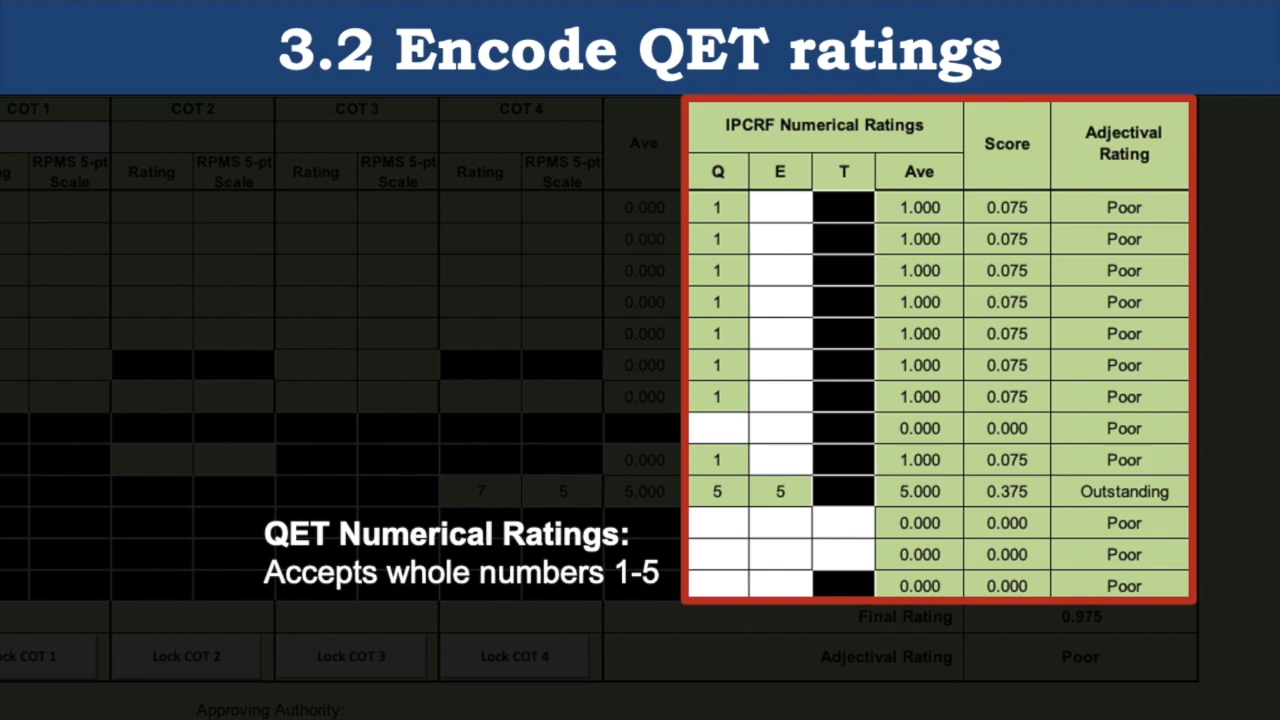 3.2 Encode QET ratings
COT 1 COT 2 COT 3 COT 4 Ave IPCRF Numerical Ratings Score Adjectival Rating
RPMS 5-pt Scale Rating RPMS 5-pt Scale Rating RPMS 5-pt Scale Rating RPMS 5-pt Scale Q E T Ave
0.000 1 1.000 0.075 Poor
0.000 1 1.000 0.075 Poor
0.000 1 1.000 0.075 Poor
0.000 1 1.000 0.075 Poor
0.000 1 1.000 0.075 Poor
0.000 1 1.000 0.075 Poor
0.000 1 1.000 0.075 Poor
0.000 0.000 Poor
0.000 1 1.000 0.075 Poor
7 5 5.000 5 5 5.000 0.375 Outstanding
0.000 0.000 Poor
0.000 0.000 Poor
0.000 0.000 Poor
QET Numerical Ratings:
Accepts whole numbers 1-5
Final Rating 0.975
ck COT 1 Lock COT 2 Lock COT 3 Lock COT 4 Adjectival Rating Poor
Approving Authority: